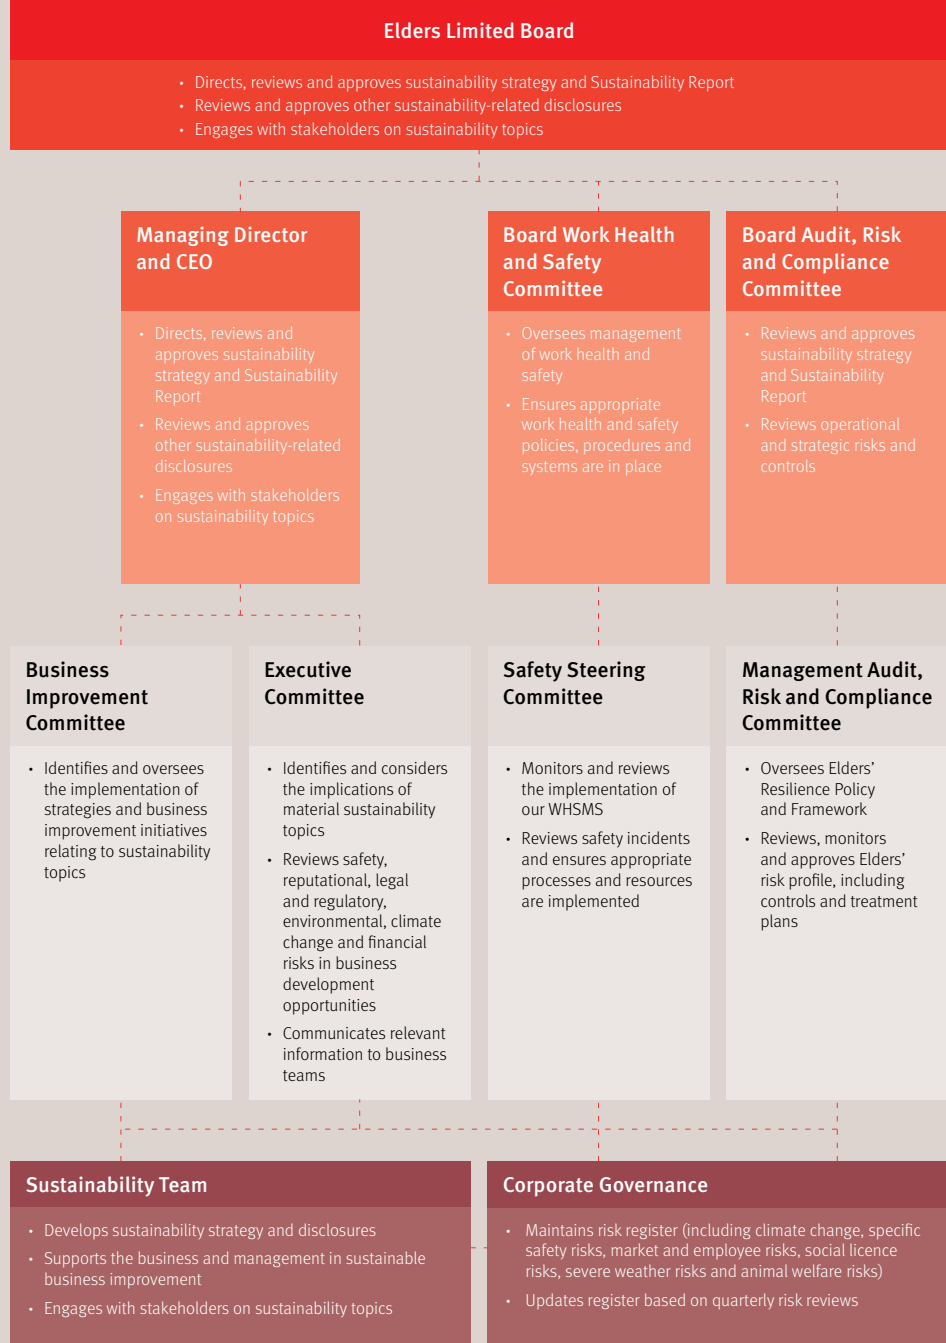 Elders Limited Board
• Directs, reviews and approves sustainability strategy and Sustainability Report
• Reviews and approves other sustainability-related disclosures
• Engages with stakeholders on sustainability topics
Managing Director
and CEO
• Directs, reviews and
approves sustainability
strategy and Sustainability
Report
• Reviews and approves
other sustainability-related
disclosures
• Engages with stakeholders
on sustainability topics
Board Work Health
and Safety
Committee
• Oversees management
of work health and
safety
• Ensures appropriate
work health and safety
policies, procedures and
systems are in place
Board Audit, Risk
and Compliance
Committee
• Reviews and approves
sustainability strategy
and Sustainability
Report
• Reviews operational
and strategic risks and
controls
Business
Improvement
Committee
• Identifies and oversees
the implementation of
strategies and business
improvement initiatives
relating to sustainability
topics
Executive
Committee
• Identifies and considers
the implications of
material sustainability
topics
• Reviews safety,
reputational, legal
and regulatory,
environmental, climate
change and financial
risks in business
development
opportunities
• Communicates relevant
information to business
teams
Safety Steering
Committee
• Monitors and reviews
the implementation of
our WHSMS
• Reviews safety incidents
and ensures appropriate
processes and resources
are implemented
Management Audit,
Risk and Compliance
Committee
• Oversees Elders’
Resilience Policy
and Framework
• Reviews, monitors
and approves Elders’
risk profile, including
controls and treatment
plans
Sustainability Team
• Develops sustainability strategy and disclosures
• Supports the business and management in sustainable
business improvement
• Engages with stakeholders on sustainability topics
Corporate Governance
• Maintains risk register (including climate change, specific
safety risks, market and employee risks, social licence
risks, severe weather risks and animal welfare risks)
• Updates register based on quarterly risk reviews